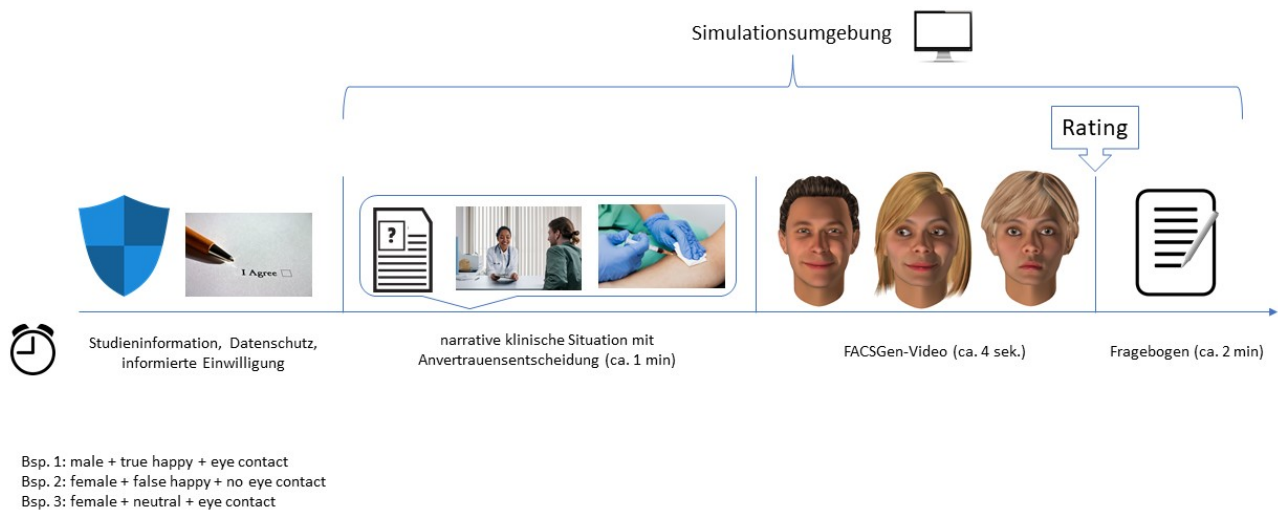 Simulationsumgebung
Rating
?
I Agree
Studieninformation, Datenschutz,
informierte Einwilligung
narrative klinische Situation mit
Anvertrauensentscheidung (ca. 1 min)
FACSGen-Video (ca. 4 sek.)
Fragebogen (ca. 2 min)
Bsp. 1: male + true happy + eye contact
Bsp. 2: female + false happy + no eye contact
Bsp. 3: female + neutral + eye contact